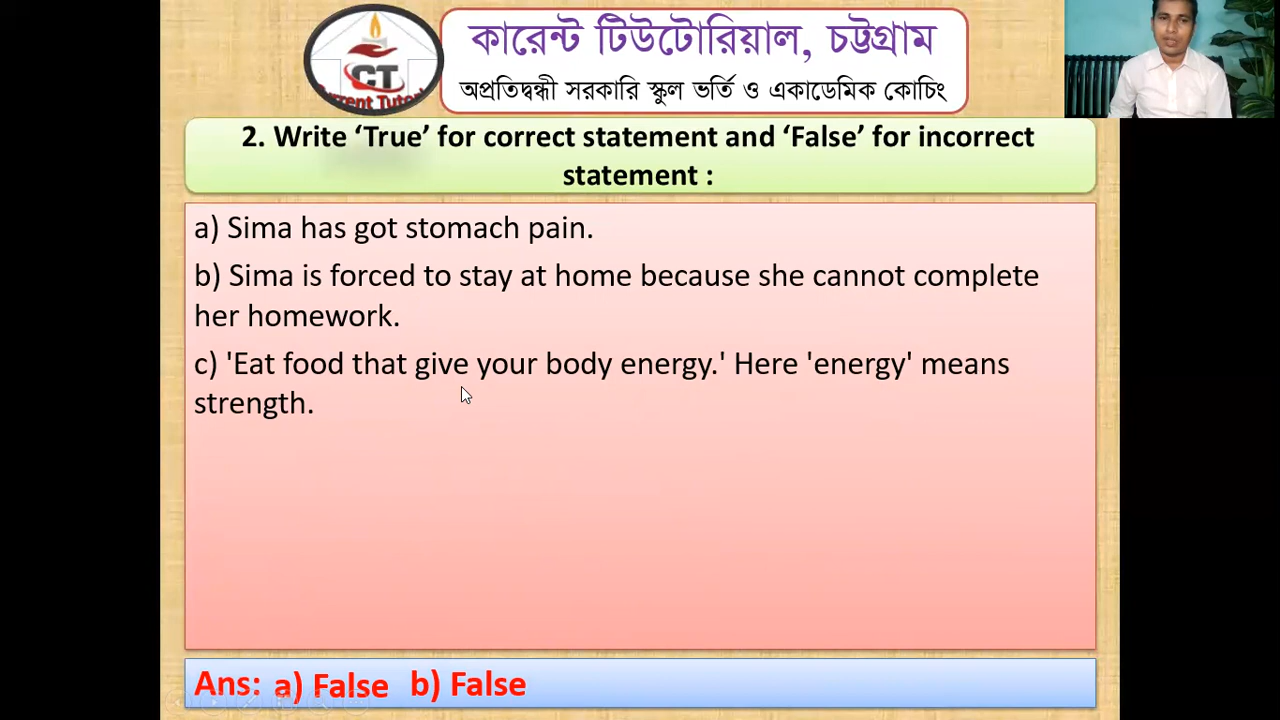 কারেন্ট টিউটোরিয়াল, চট্টগ্রাম
অপ্রতিদ্বন্ধী সরকারি স্কুল ভর্তি ও একাডেমিক কোচিং
CT
2. Write ‘True’ for correct statement and ‘False’ for incorrect
statement :
a) Sima has got stomach pain.
b) Sima is forced to stay at home because she cannot complete
her homework.
c) 'Eat food that give your body energy.' Here 'energy' means
strength.
Ans: a) False b) False